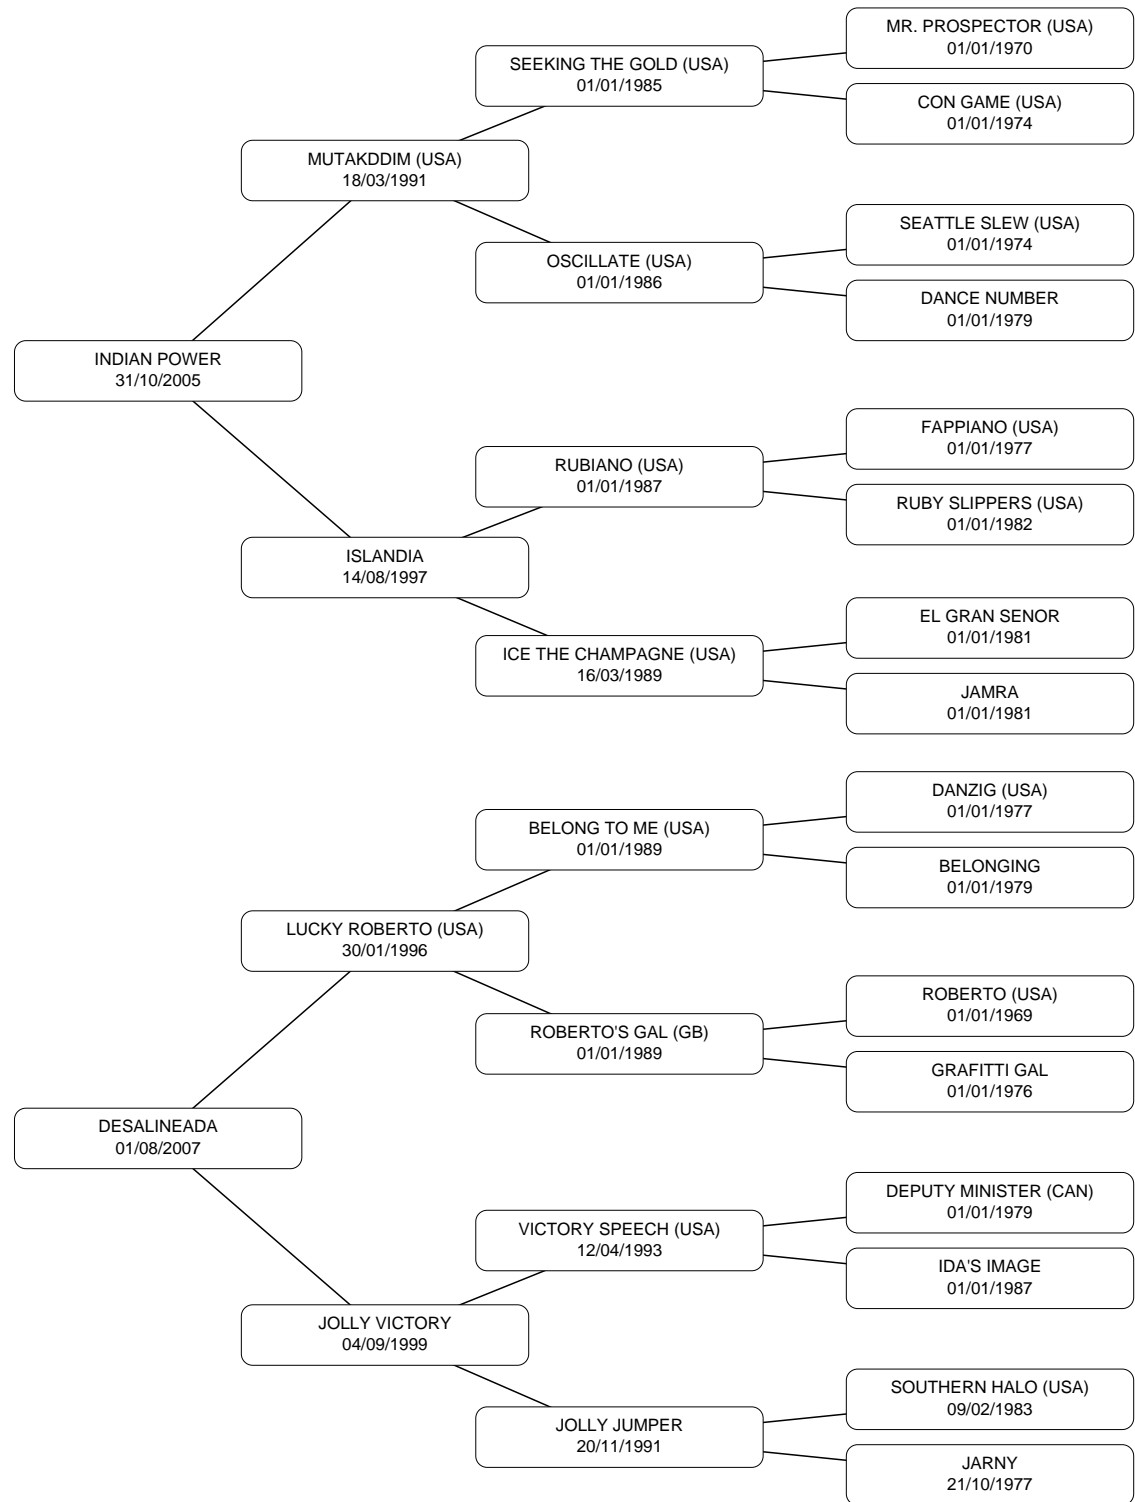 MR. PROSPECTOR (USA)
01/01/1970
SEEKING THE GOLD (USA)
01/01/1985
CON GAME (USA)
01/01/1974
MUTAKDDIM (USA)
18/03/1991
SEATTLE SLEW (USA)
01/01/1974
OSCILLATE (USA)
01/01/1986
DANCE NUMBER
01/01/1979
INDIAN POWER
31/10/2005
FAPPIANO (USA)
01/01/1977
RUBIANO (USA)
01/01/1987
RUBY SLIPPERS (USA)
01/01/1982
ISLANDIA
14/08/1997
EL GRAN SENOR
01/01/1981
ICE THE CHAMPAGNE (USA)
16/03/1989
JAMRA
01/01/1981
DANZIG (USA)
01/01/1977
BELONG TO ME (USA)
01/01/1989
BELONGING
01/01/1979
LUCKY ROBERTO (USA)
30/01/1996
ROBERTO (USA)
01/01/1969
ROBERTO'S GAL (GB)
01/01/1989
GRAFITTI GAL
01/01/1976
DESALINEADA
01/08/2007
DEPUTY MINISTER (CAN)
01/01/1979
VICTORY SPEECH (USA)
12/04/1993
IDA'S IMAGE
01/01/1987
JOLLY VICTORY
04/09/1999
SOUTHERN HALO (USA)
09/02/1983
JOLLY JUMPER
20/11/1991
JARNY
21/10/1977